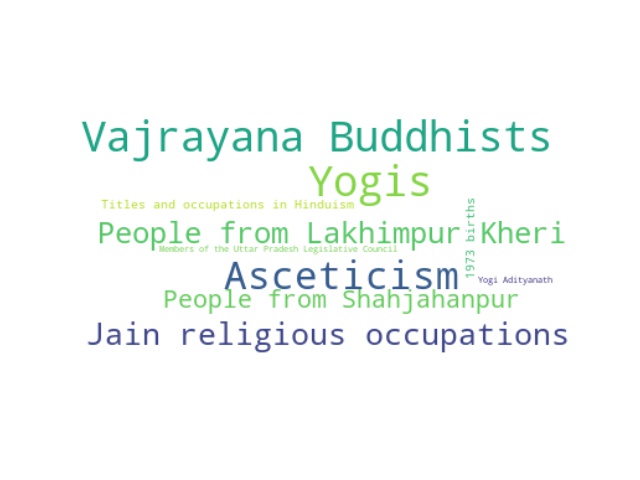 Vajrayana Buddhists
Yogis
Titles and occupations in Hinduism
1973 births
People from Lakhimpur Kheri
Members of the Uttar Pradesh Legislative Council
Asceticism
Yogi Adityanath
People from Shahjahanpur
Jain religious occupations